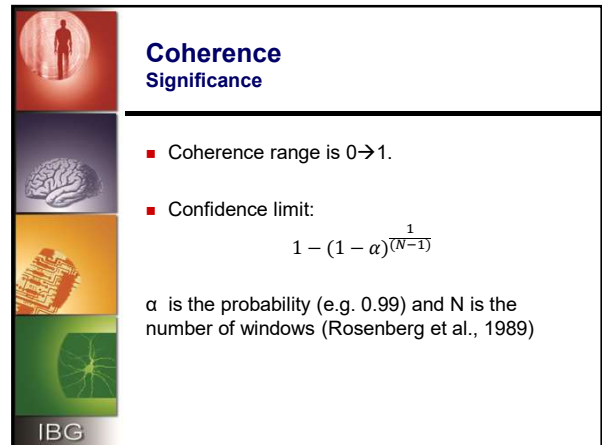 Coherence
Significance
■ Coherence range is 0→1.
■ Confidence limit:
1 − (1 − α)^{\frac{1}{(N−1)}}
α is the probability (e.g. 0.99) and N is the
number of windows (Rosenberg et al., 1989)
IBG